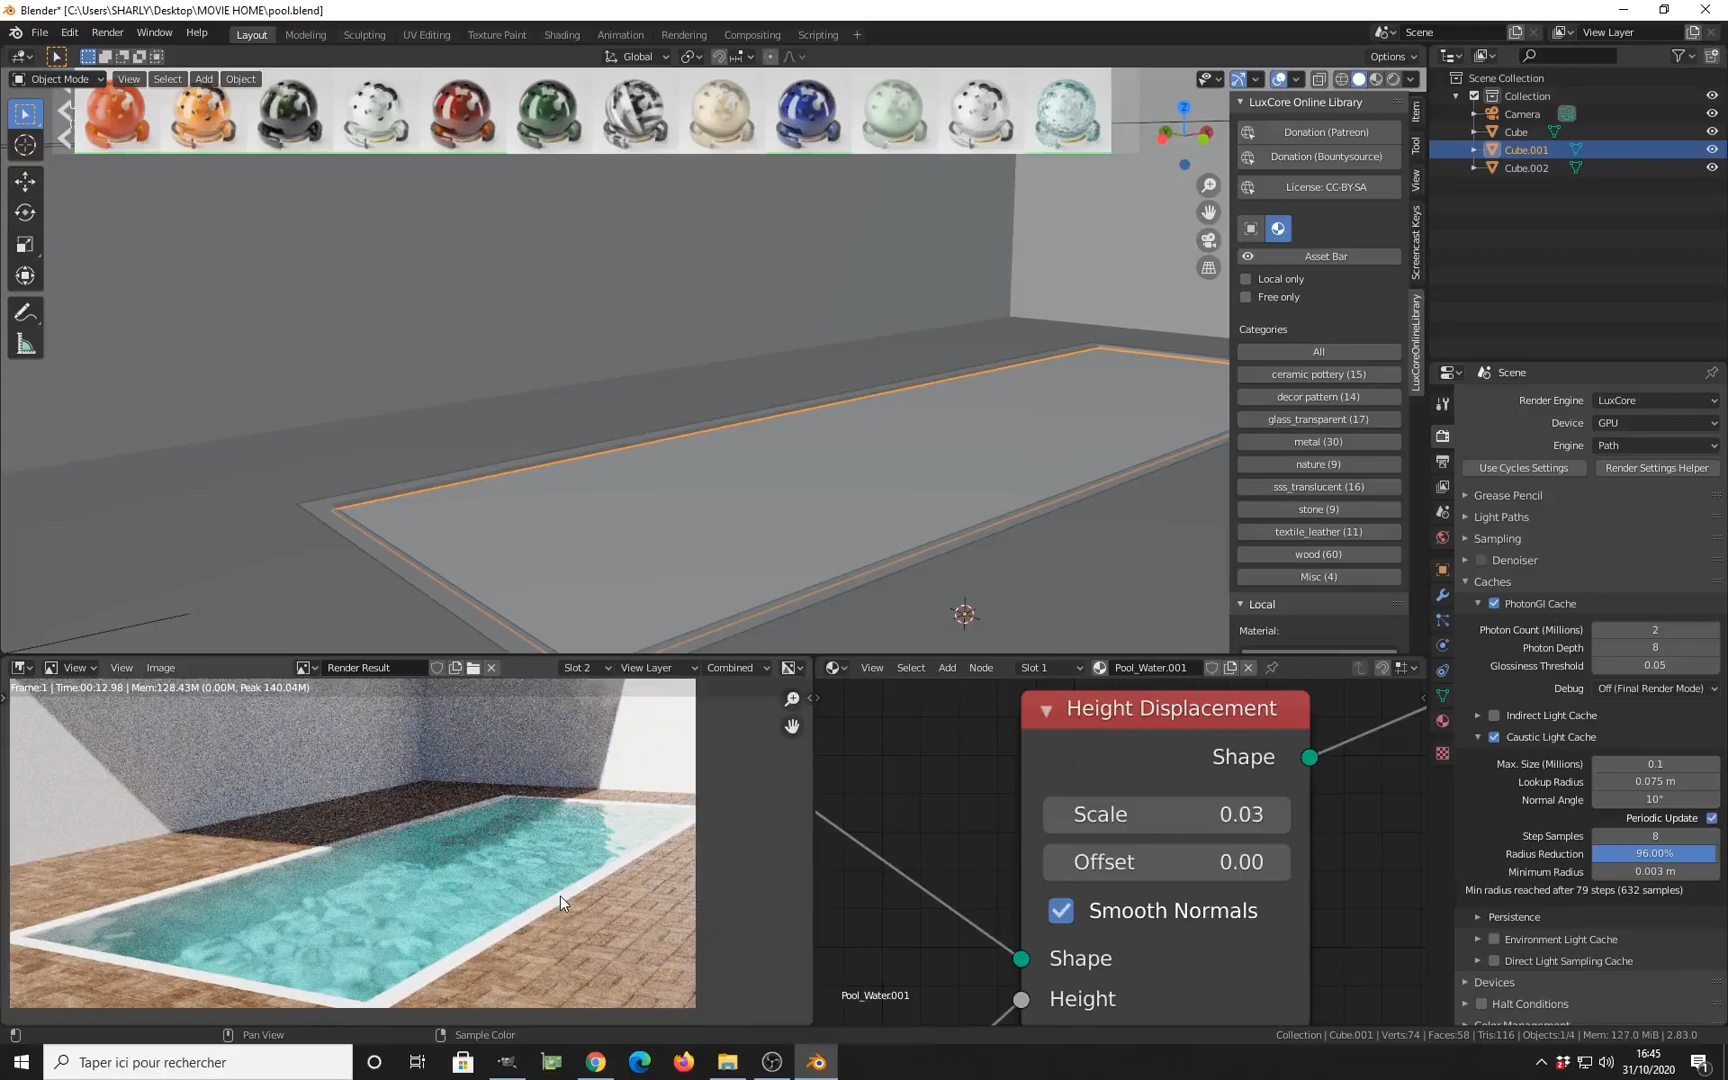 Blender* [C:\Users\SHARLY\Desktop\MOVIE HOME\pool.blend]
File Edit Render Window Help
Layout Modeling Sculpting UV Editing Texture Paint Shading Animation Rendering Compositing Scripting
Scene View Layer
Global Options
Object Mode View Select Add Object
LuxCore Online Library
Donation (Patreon)
Donation (Bountysource)
License: CC-BY-SA
Asset Bar
Local only
Free only
Categories
All
ceramic pottery (15)
decor pattern (14)
glass_transparent (17)
metal (30)
nature (9)
sss_translucent (16)
stone (9)
textile_leather (11)
wood (60)
Misc (4)
Local
Material:
Item
Tool
View
Screencast Keys
LuxCoreOnlineLibrary
Z
Scene Collection
Collection
Camera
Cube
Cube.001
Cube.002
Scene
Render Engine LuxCore
Device GPU
Engine Path
Use Cycles Settings Render Settings Helper
Grease Pencil
Light Paths
Sampling
Denoiser
Caches
PhotonGI Cache
Photon Count (Millions) 2
Photon Depth 8
Glossiness Threshold 0.05
Debug Off (Final Render Mode)
Indirect Light Cache
Caustic Light Cache
Max. Size (Millions) 0.1
Lookup Radius 0.075 m
Normal Angle 10°
Periodic Update
Step Samples 8
Radius Reduction 96.00%
Minimum Radius 0.003 m
Min radius reached after 79 steps (632 samples)
Persistence
Environment Light Cache
Direct Light Sampling Cache
Devices
Halt Conditions
View View Image Render Result Slot 2 View Layer Combined
Frame:1 | Time:00:12.98 | Mem:128.43M (0.00M, Peak 140.04M)
View Select Add Node Slot 1 Pool_Water.001
Height Displacement
Shape
Scale 0.03
Offset 0.00
Smooth Normals
Shape
Height
Pool_Water.001
Pan View Sample Color
Collection | Cube.001 | Verts:74 | Faces:58 | Tris:116 | Objects:1/4 | Mem: 127.0 MiB | 2.83.0
Taper ici pour rechercher
16:45
31/10/2020